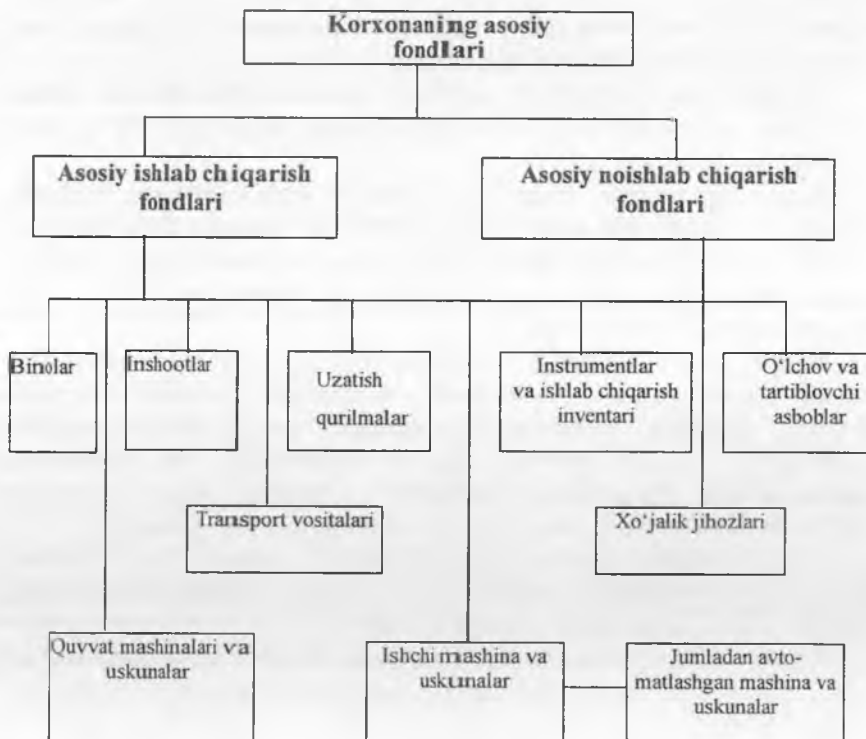 Korxonaning asosiy
fondlari
Asosiy ishlab chiqarish
fondlari
Asosiy noishlab chiqarish
fondlari
Binolar
Inshootlar
Uzatish
qurilmalar
Instrumentlar
va ishlab chiqarish
inventari
O‘lchov va
tartiblovchi
asboblar
Transport vositalari
Xo‘jalik jihozlari
Quvvat mashinalari va
uskunalar
Ishchi mashina va
uskunalar
Jumladan avto-
matlashgan mashina va
uskunalar